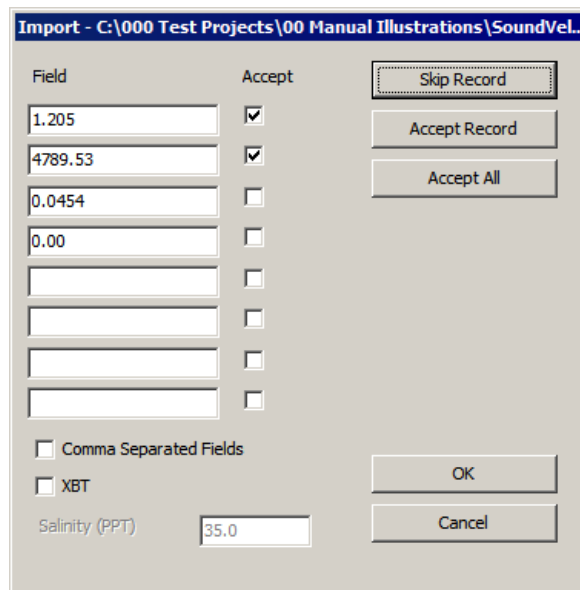 Import - C:\000 Test Projects\00 Manual Illustrations\SoundVel..
Field Accept Skip Record
1.205
Accept Record
4789.53
Accept All
0.0454
0.00
Comma Separated Fields
XBT OK
Salinity (PPT) 35.0 Cancel